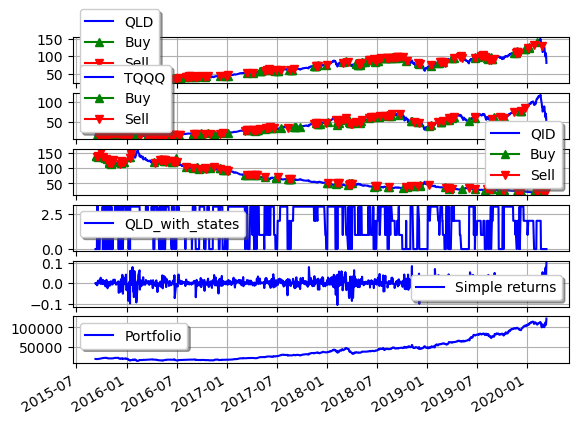 QLD
Buy
Sell
150
100
50
TQQQ
Buy
Sell
100
50
QID
Buy
Sell
150
100
50
2.5
0.0
QLD_with_states
0.1
0.0
−0.1
Simple returns
100000
50000
Portfolio
2015-07
2016-01
2016-07
2017-01
2017-07
2018-01
2018-07
2019-01
2019-07
2020-01